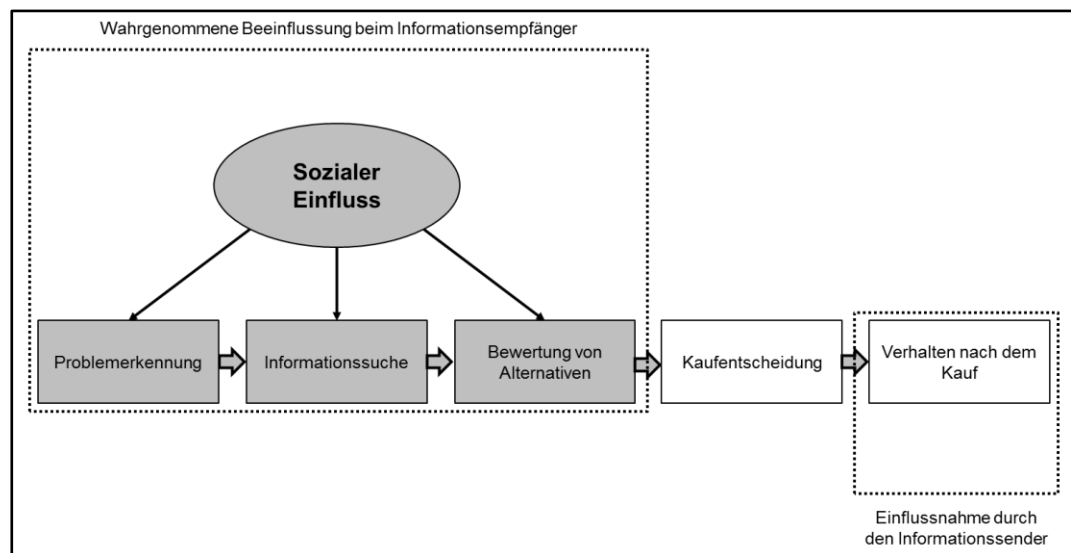 Wahrgenommene Beeinflussung beim Informationsempfänger
Sozialer
Einfluss
Problemerkennung
Informationssuche
Bewertung von
Alternativen
Kaufentscheidung
Verhalten nach dem
Kauf
Einflussnahme durch
den Informationssender